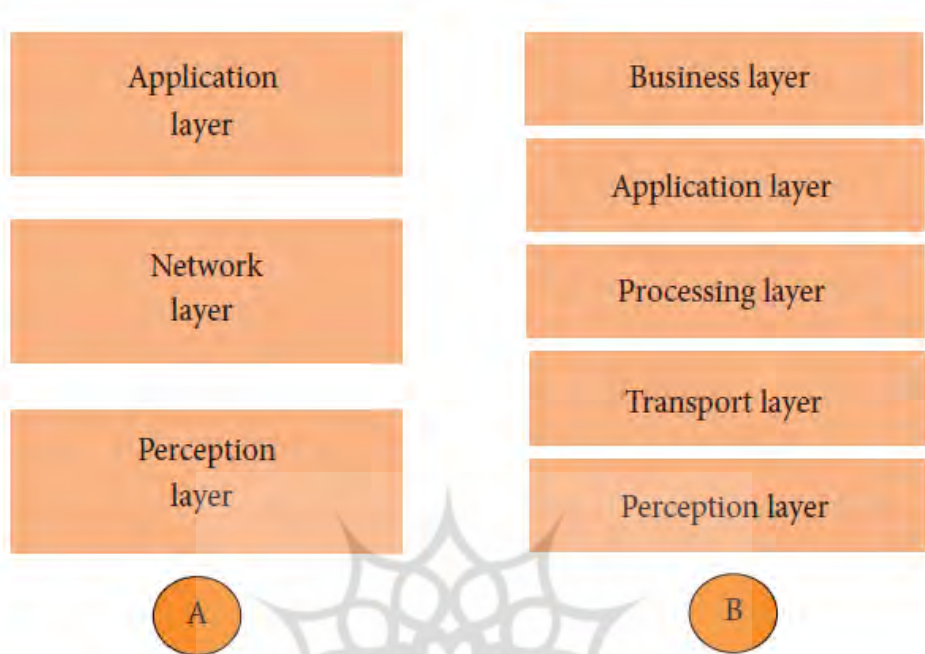 Application
layer
Network
layer
Perception
layer
A
Business layer
Application layer
Processing layer
Transport layer
Perception layer
B